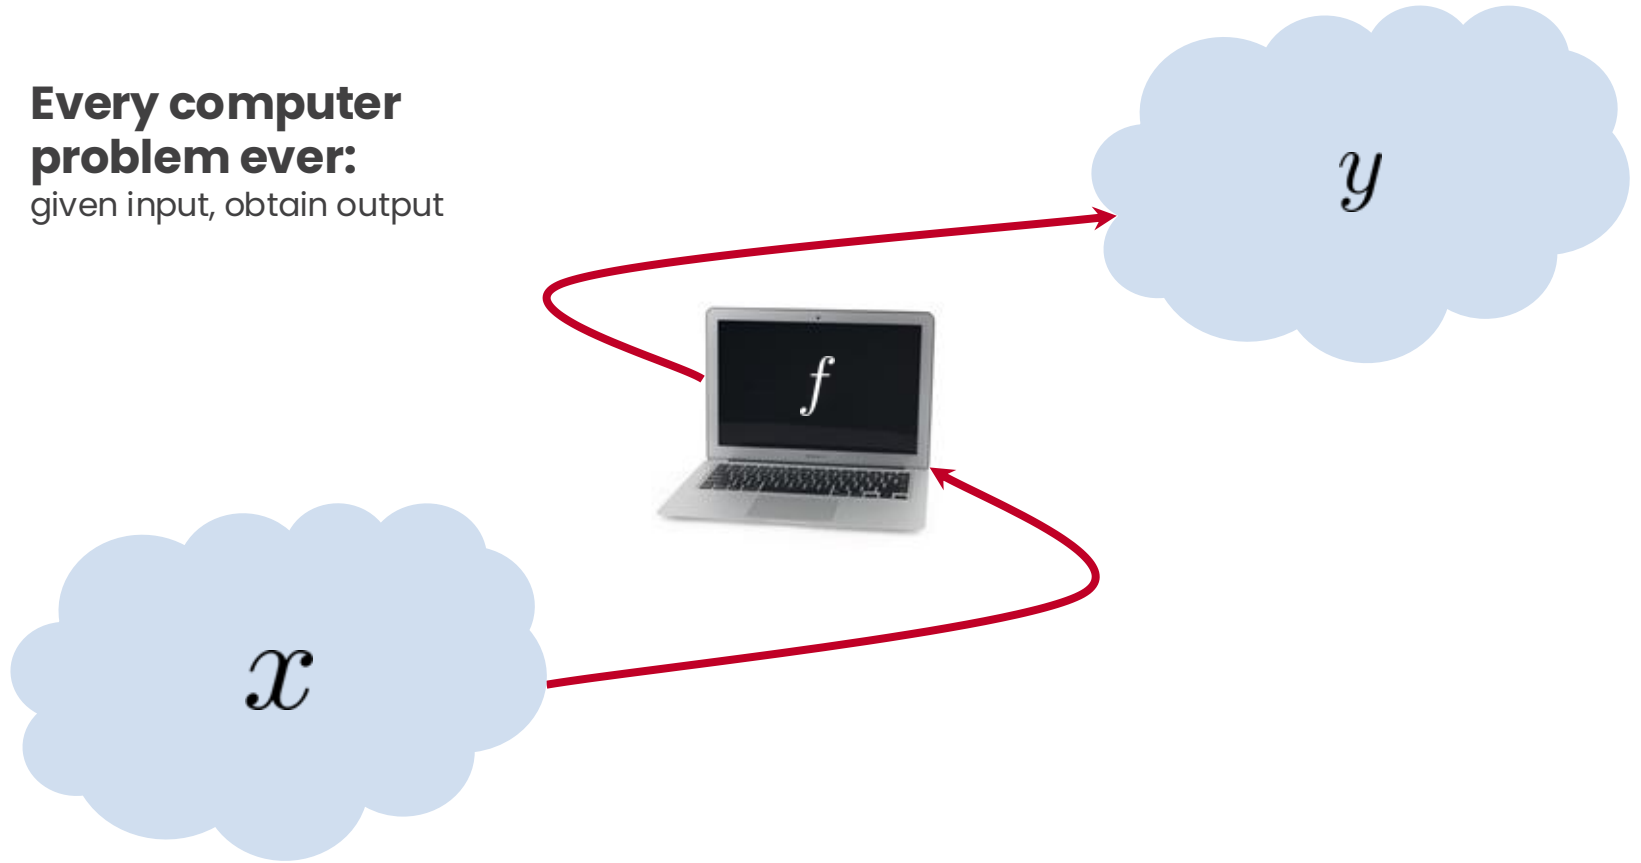 Every computer
problem ever:
given input, obtain output
y
f
x